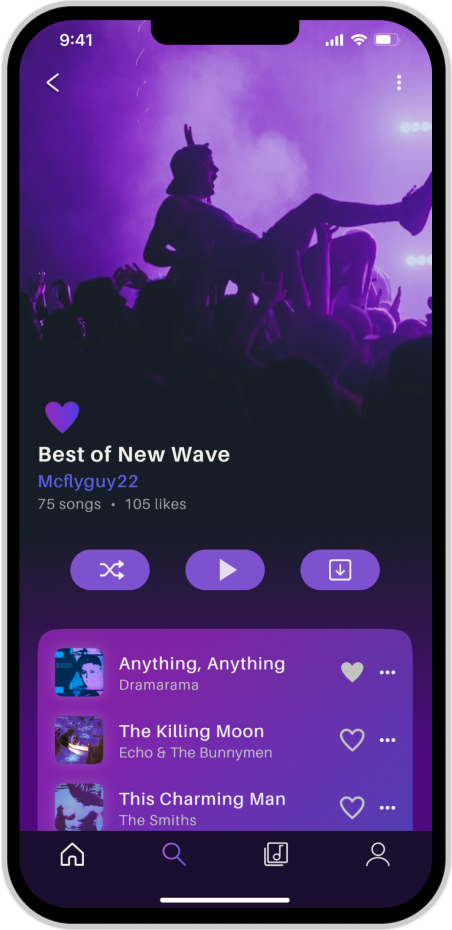 9:41
Best of New Wave
Mcflyguy22
75 songs • 105 likes
Anything, Anything
Dramarama
The Killing Moon
Echo & The Bunnymen
This Charming Man
The Smiths